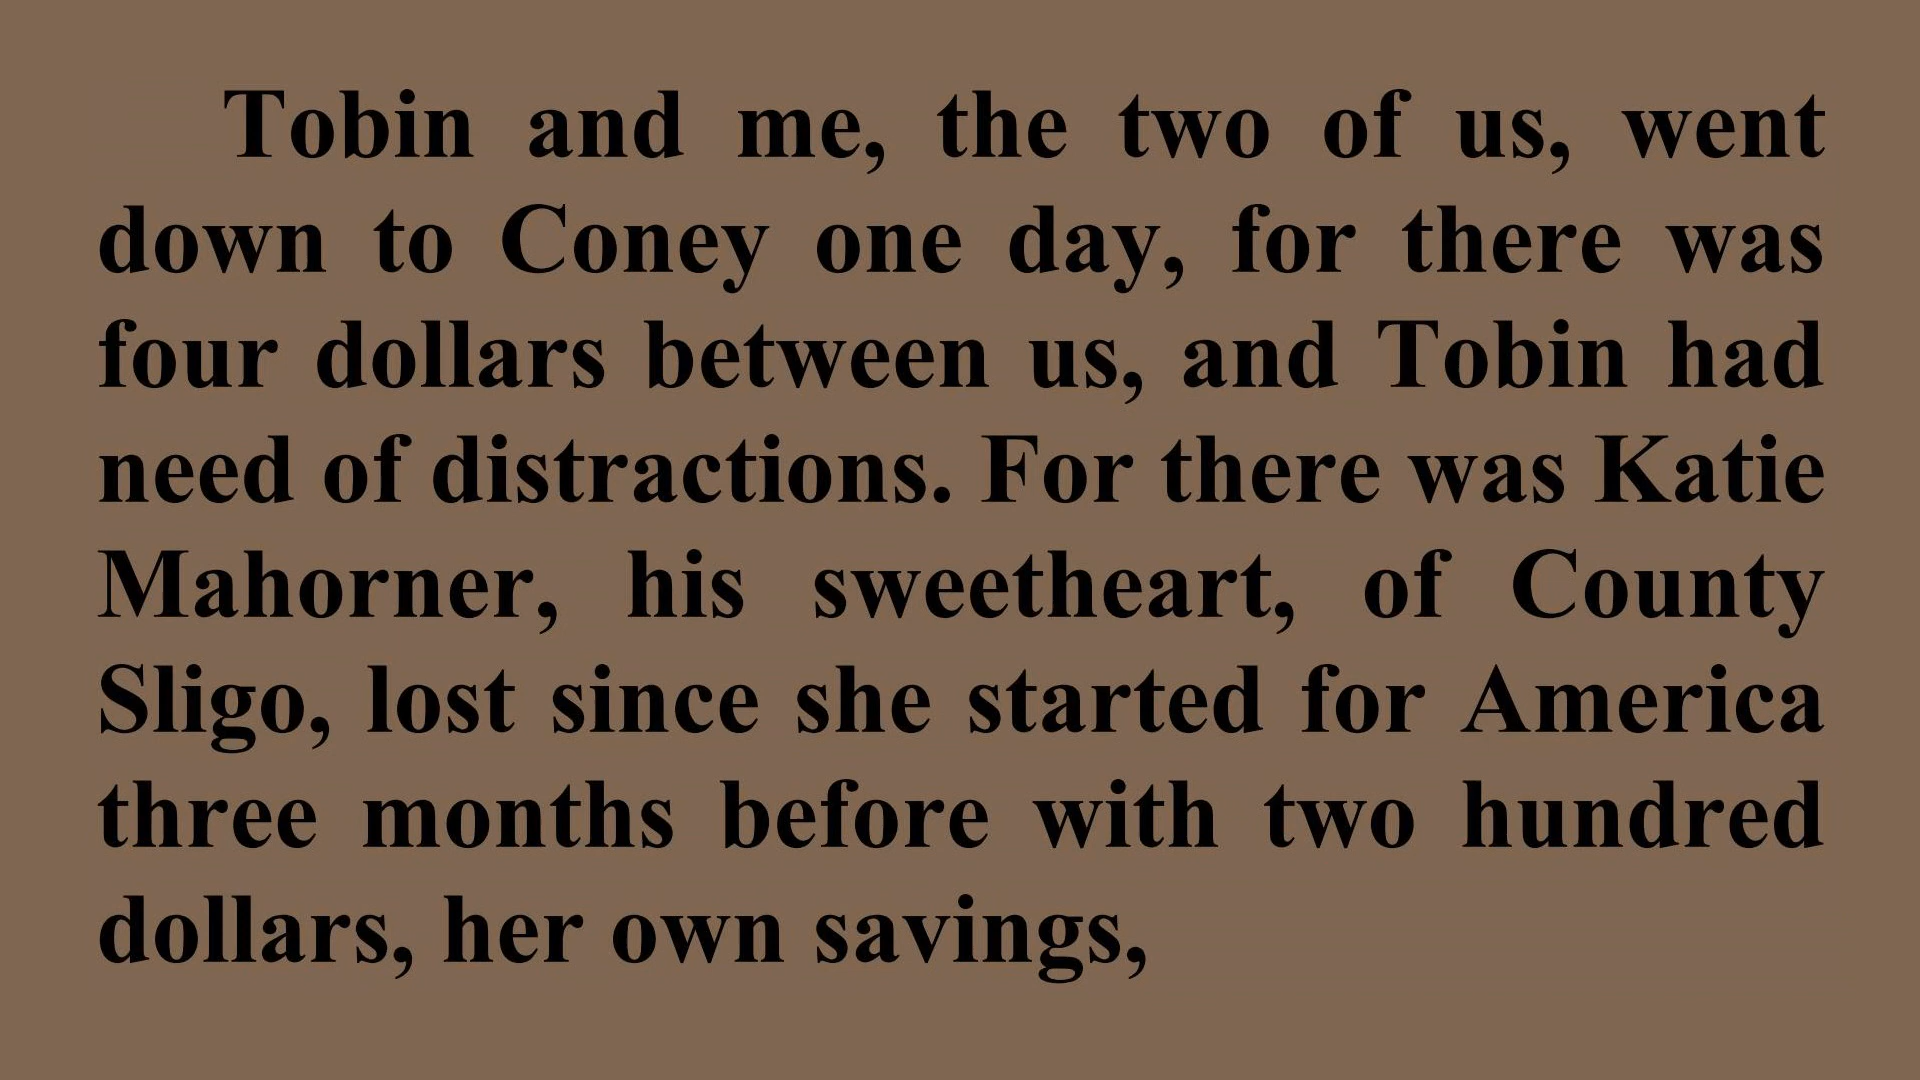 Tobin and me, the two of us, went
down to Coney one day, for there was
four dollars between us, and Tobin had
need of distractions. For there was Katie
Mahorner, his sweetheart, of County
Sligo, lost since she started for America
three months before with two hundred
dollars, her own savings,